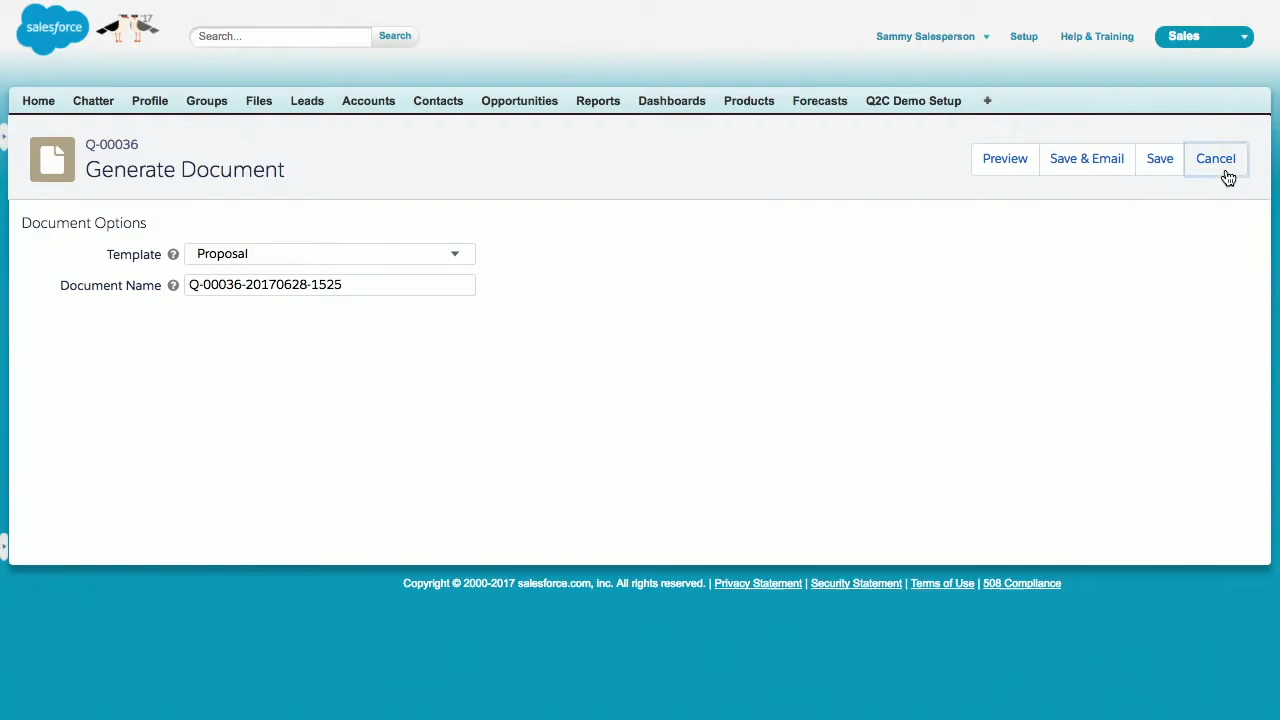 salesforce
'17
Search...
Search
Sammy Salesperson
Setup
Help & Training
Sales
Home
Chatter
Profile
Groups
Files
Leads
Accounts
Contacts
Opportunities
Reports
Dashboards
Products
Forecasts
Q2C Demo Setup
+
Q-00036
Generate Document
Preview
Save & Email
Save
Cancel
Document Options
Template ?
Proposal
Document Name ?
Q-00036-20170628-1525
Copyright © 2000-2017 salesforce.com, inc. All rights reserved. | Privacy Statement | Security Statement | Terms of Use | 508 Compliance